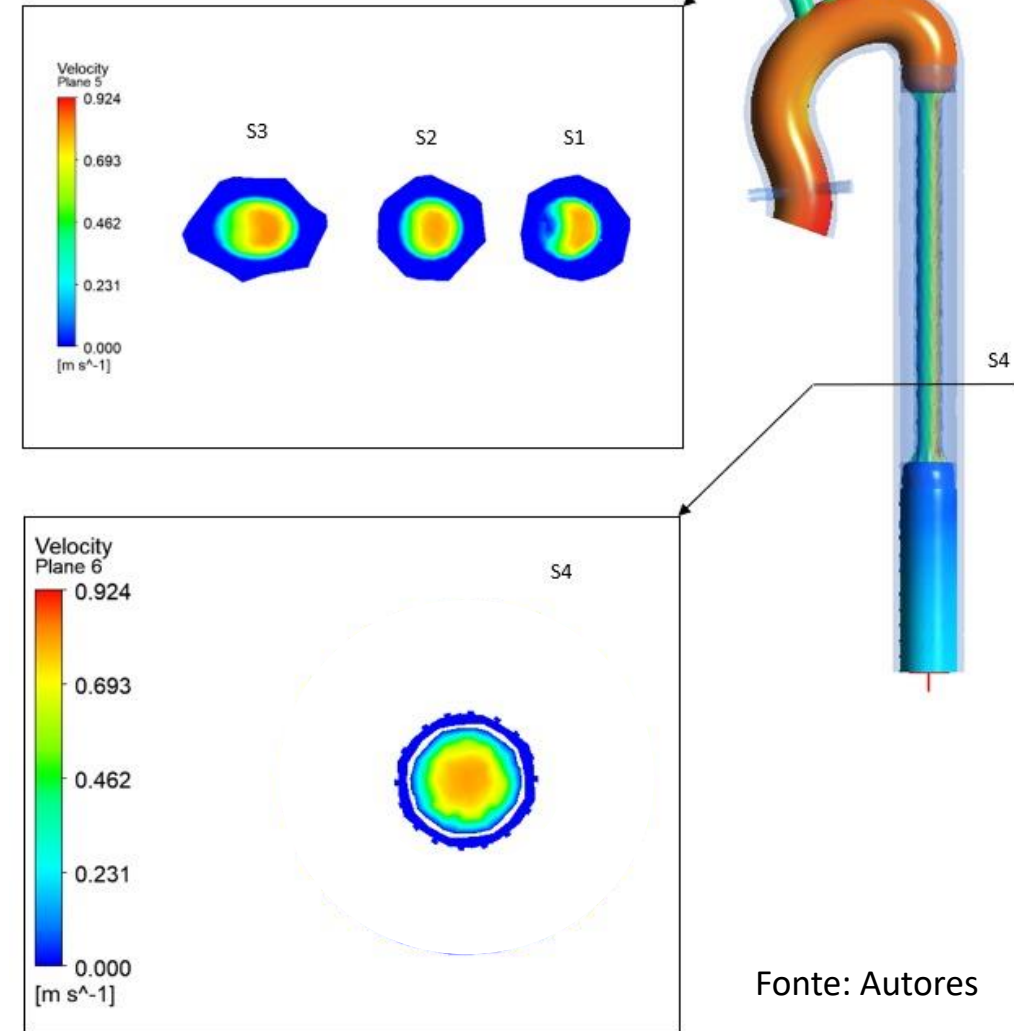 Velocity
Plane 5
0.924
0.693
0.462
0.231
0.000
[m s^-1]
S3 S2 S1
S4
Velocity
Plane 6
0.924
0.693
0.462
0.231
0.000
[m s^-1]
S4
Fonte: Autores